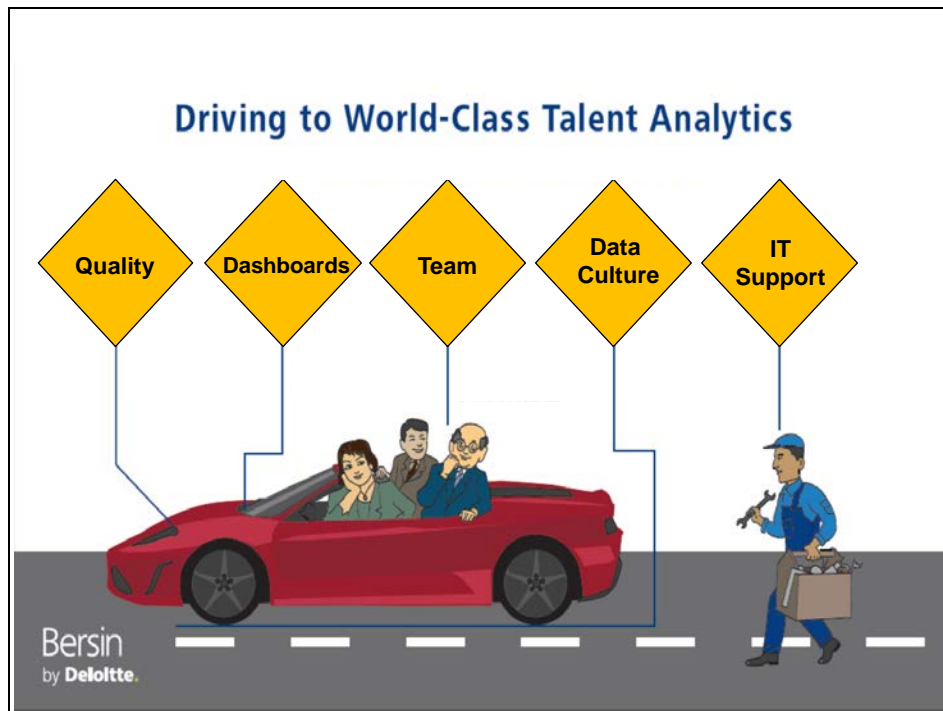 Driving to World-Class Talent Analytics
Quality
Dashboards
Team
Data
Culture
IT
Support
Bersin
by Deloitte.